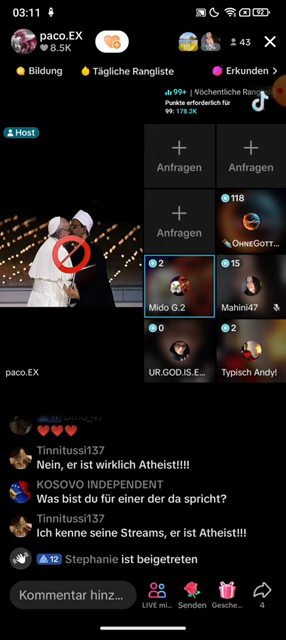 03:11
92
paco.EX
8.5K
10+
43
Bildung
Tägliche Rangliste
Erkunden >
99+ | Wöchentliche Rangli
Punkte erforderlich für
99: 178.2K
Host
Anfragen
Anfragen
Anfragen
118
OHNEGOTT...
2
Mido G.2
15
Mahini47
0
UR.GOD.IS.E...
2
Typisch Andy!
paco.EX
Tinnitussi137
Nein, er ist wirklich Atheist!!!!
KOSOVO INDEPENDENT
Was bist du für einer der da spricht?
Tinnitussi137
Ich kenne seine Streams, er ist Atheist!!!
12 Stephanie ist beigetreten
Kommentar hinz...
LIVE mi...
Senden
Gesche...
4